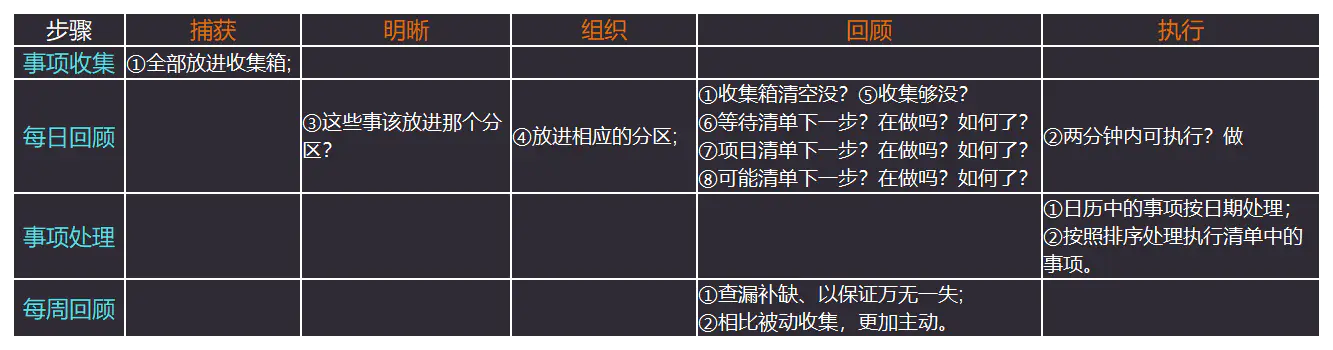 步骤 捕获 明晰 组织 回顾 执行
事项收集 ①全部放进收集箱;
每日回顾
③这些事该放进那个分
区？
④放进相应的分区;
①收集箱清空没？⑤收集够没？
⑥等待清单下一步？在做吗？如何了？
⑦项目清单下一步？在做吗？如何了？
⑧可能清单下一步？在做吗？如何了？
②两分钟内可执行？做
事项处理
①日历中的事项按日期处理；
②按照排序处理执行清单中的
事项。
每周回顾
①查漏补缺、以保证万无一失;
②相比被动收集，更加主动。